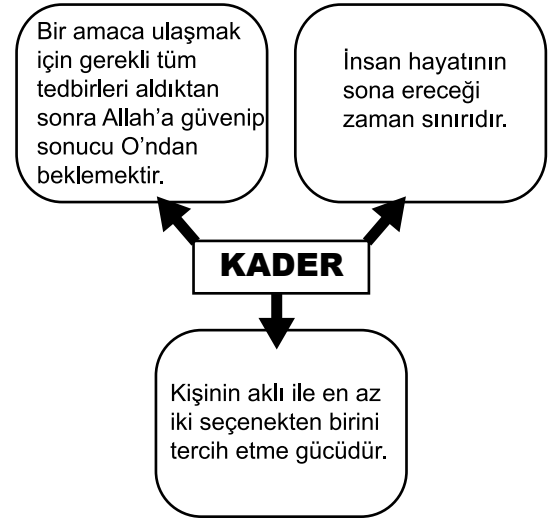 Bir amaca ulaşmak
için gerekli tüm
tedbirleri aldıktan
sonra Allah’a güvenip
sonucu O’ndan
beklemektir.
İnsan hayatının
sona ereceği
zaman sınırıdır.
KADER
Kişinin aklı ile en az
iki seçenekten birini
tercih etme gücüdür.